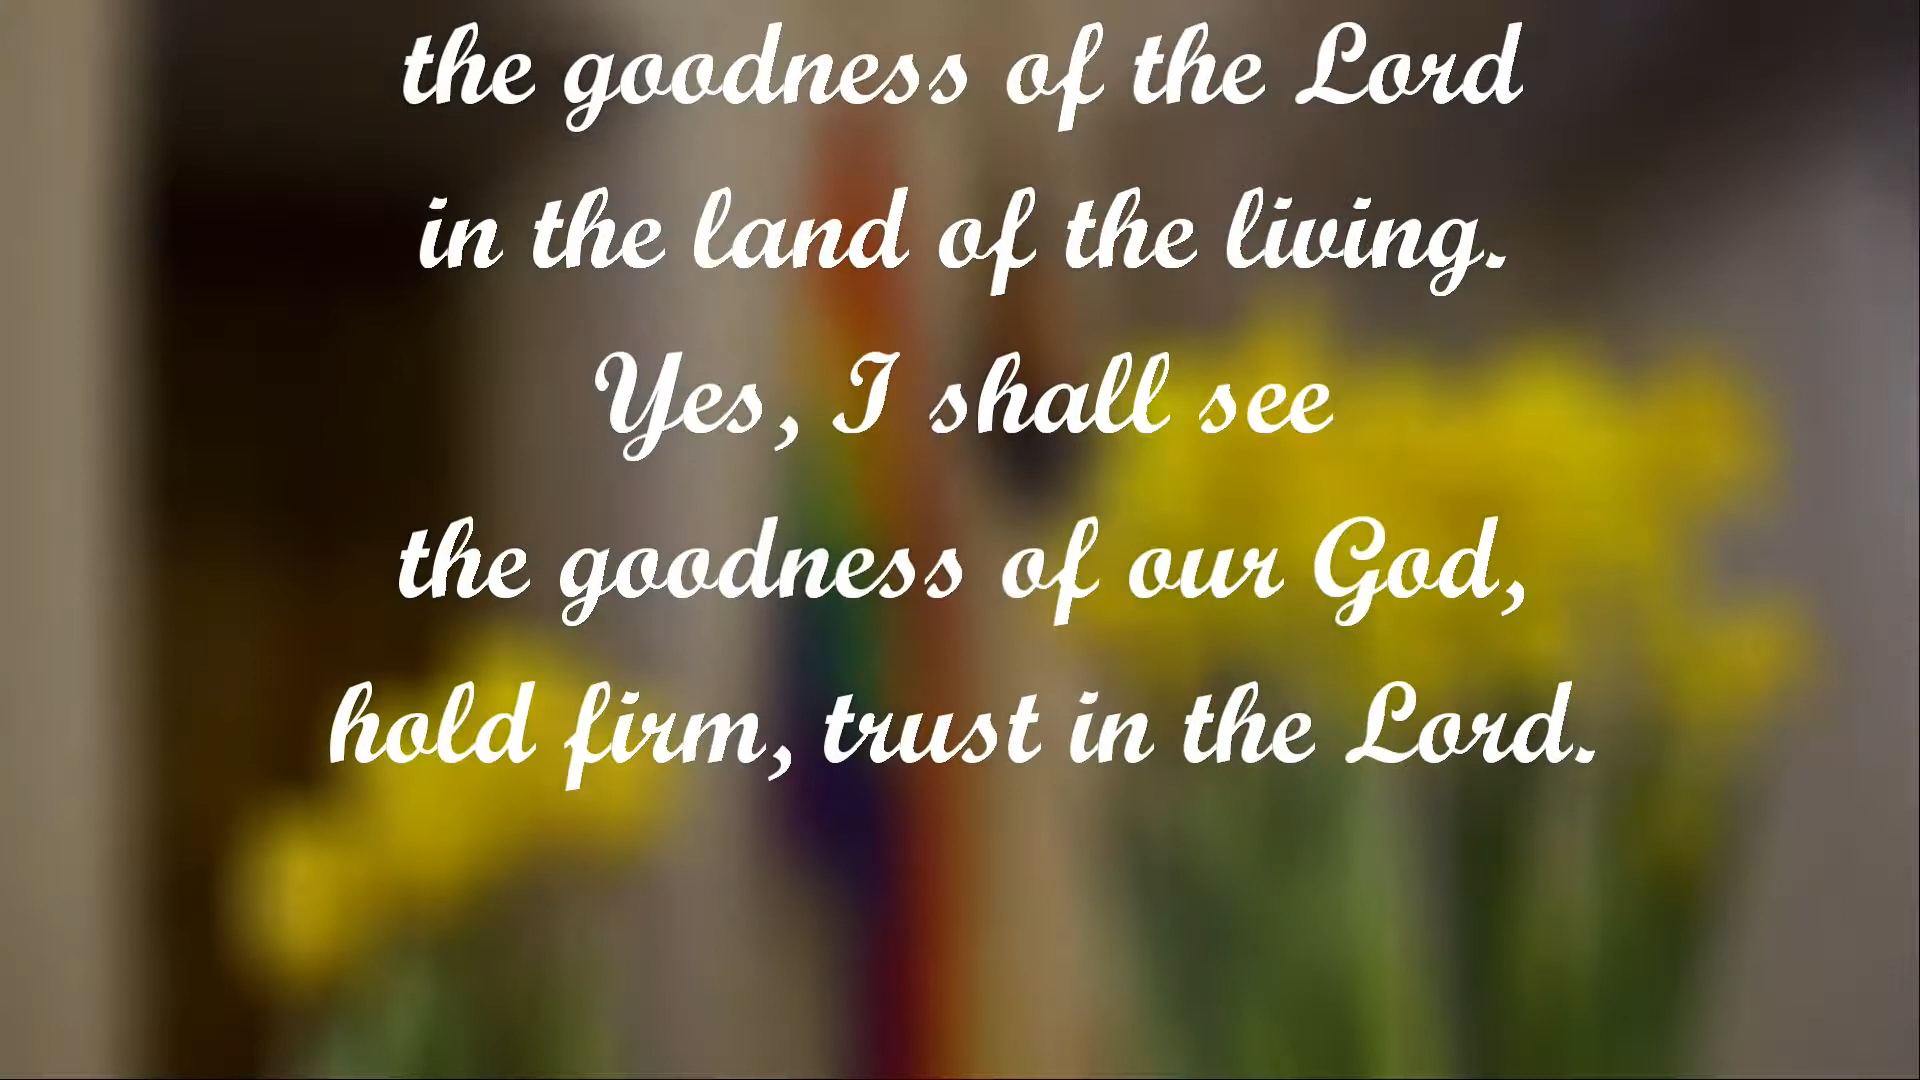 the goodness of the Lord
in the land of the living.
Yes, I shall see
the goodness of our God,
hold firm, trust in the Lord.